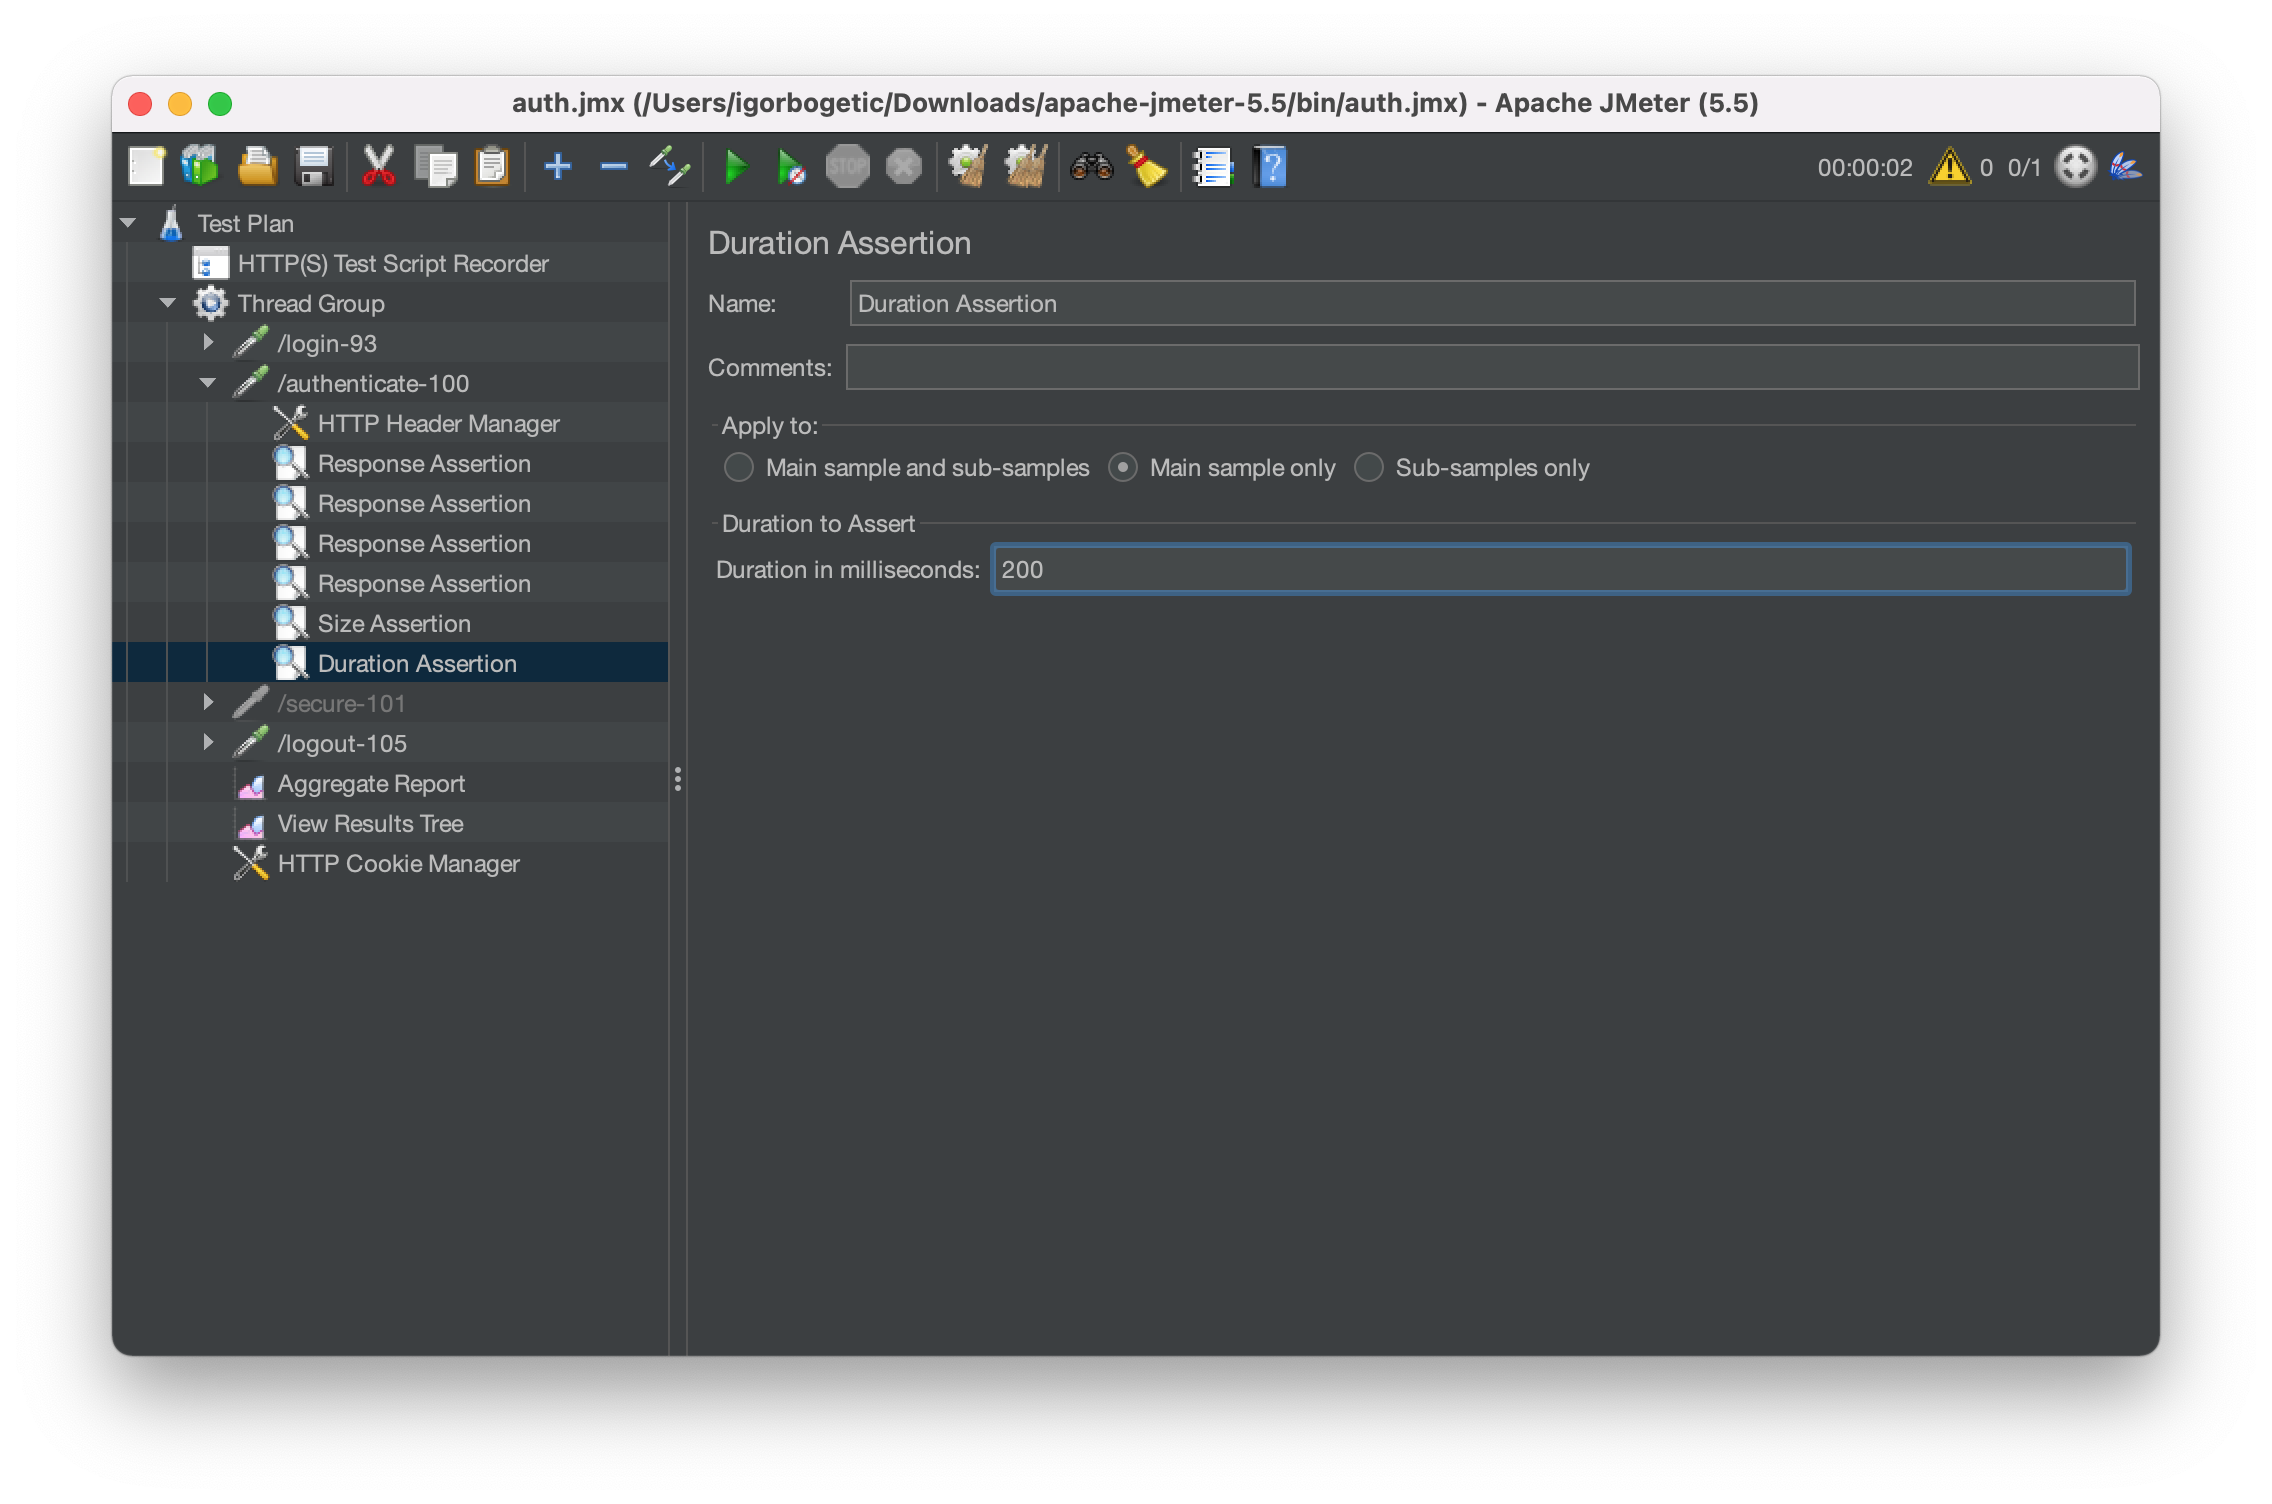 auth.jmx (/Users/igorbogetic/Downloads/apache-jmeter-5.5/bin/auth.jmx) - Apache JMeter (5.5)
STOP
00:00:02 0 0/1
Test Plan
HTTP(S) Test Script Recorder
Thread Group
/login-93
/authenticate-100
HTTP Header Manager
Response Assertion
Response Assertion
Response Assertion
Response Assertion
Size Assertion
Duration Assertion
/secure-101
/logout-105
Aggregate Report
View Results Tree
HTTP Cookie Manager
Duration Assertion
Name: Duration Assertion
Comments:
Apply to:
Main sample and sub-samples Main sample only Sub-samples only
Duration to Assert
Duration in milliseconds: 200